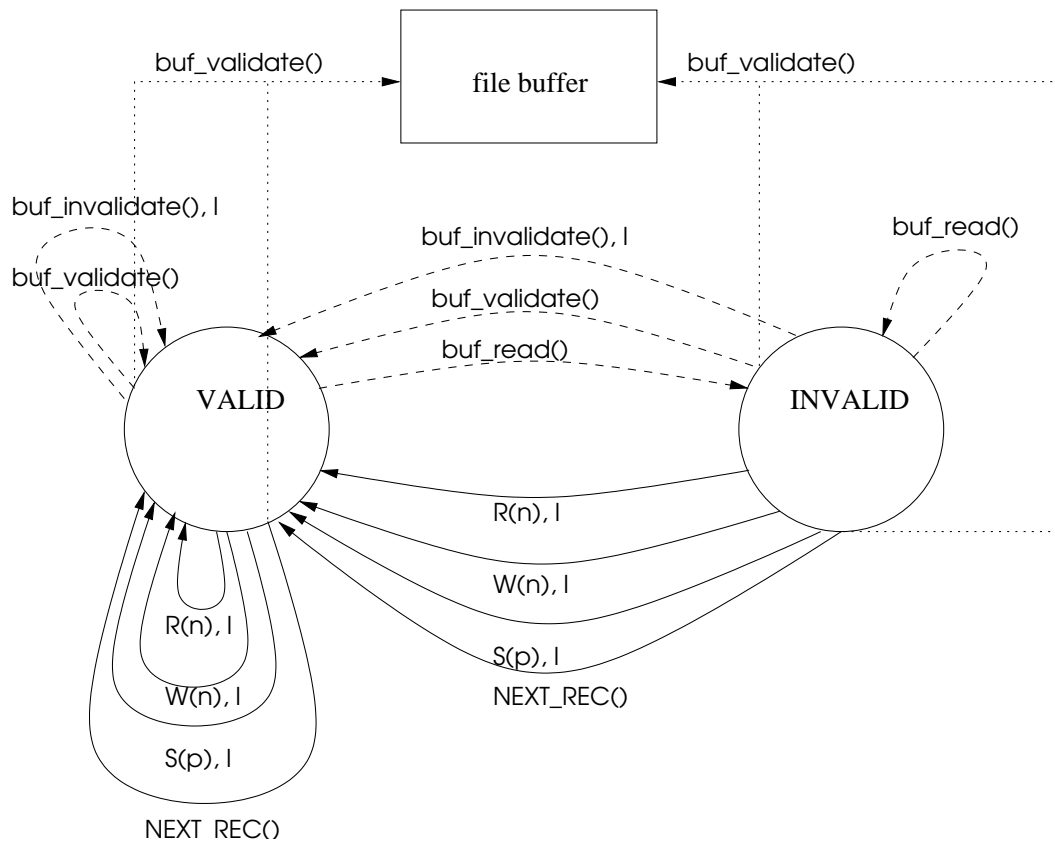 buf_validate()
file buffer
buf_validate()
buf_invalidate(), l
buf_validate()
buf_invalidate(), l
buf_validate()
buf_read()
buf_read()
VALID
INVALID
R(n), l
W(n), l
S(p), l
NEXT_REC()
R(n), l
W(n), l
S(p), l
NEXT_REC()